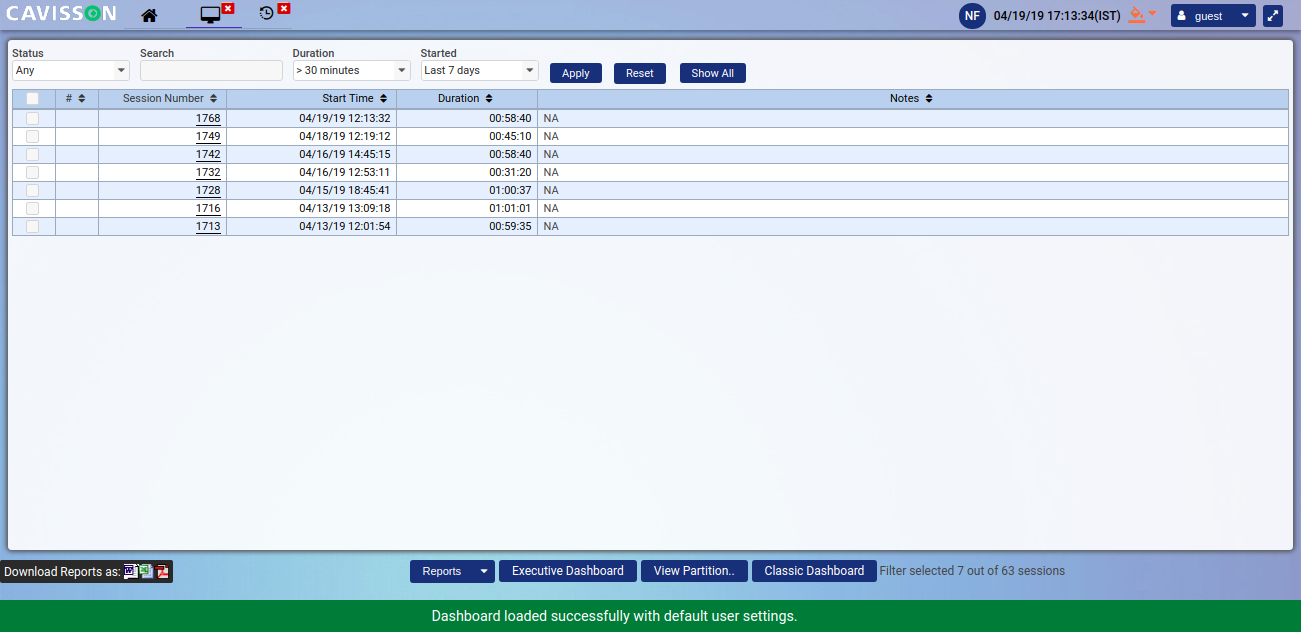 CAVISSON
NF 04/19/19 17:13:34(IST) guest
Status Search Duration Started
Any > 30 minutes Last 7 days Apply Reset Show All
# Session Number Start Time Duration Notes
1768 04/19/19 12:13:32 00:58:40 NA
1749 04/18/19 12:19:12 00:45:10 NA
1742 04/16/19 14:45:15 00:58:40 NA
1732 04/16/19 12:53:11 00:31:20 NA
1728 04/15/19 18:45:41 01:00:37 NA
1716 04/13/19 13:09:18 01:01:01 NA
1713 04/13/19 12:01:54 00:59:35 NA
Download Reports as: Reports Executive Dashboard View Partition.. Classic Dashboard Filter selected 7 out of 63 sessions
Dashboard loaded successfully with default user settings.